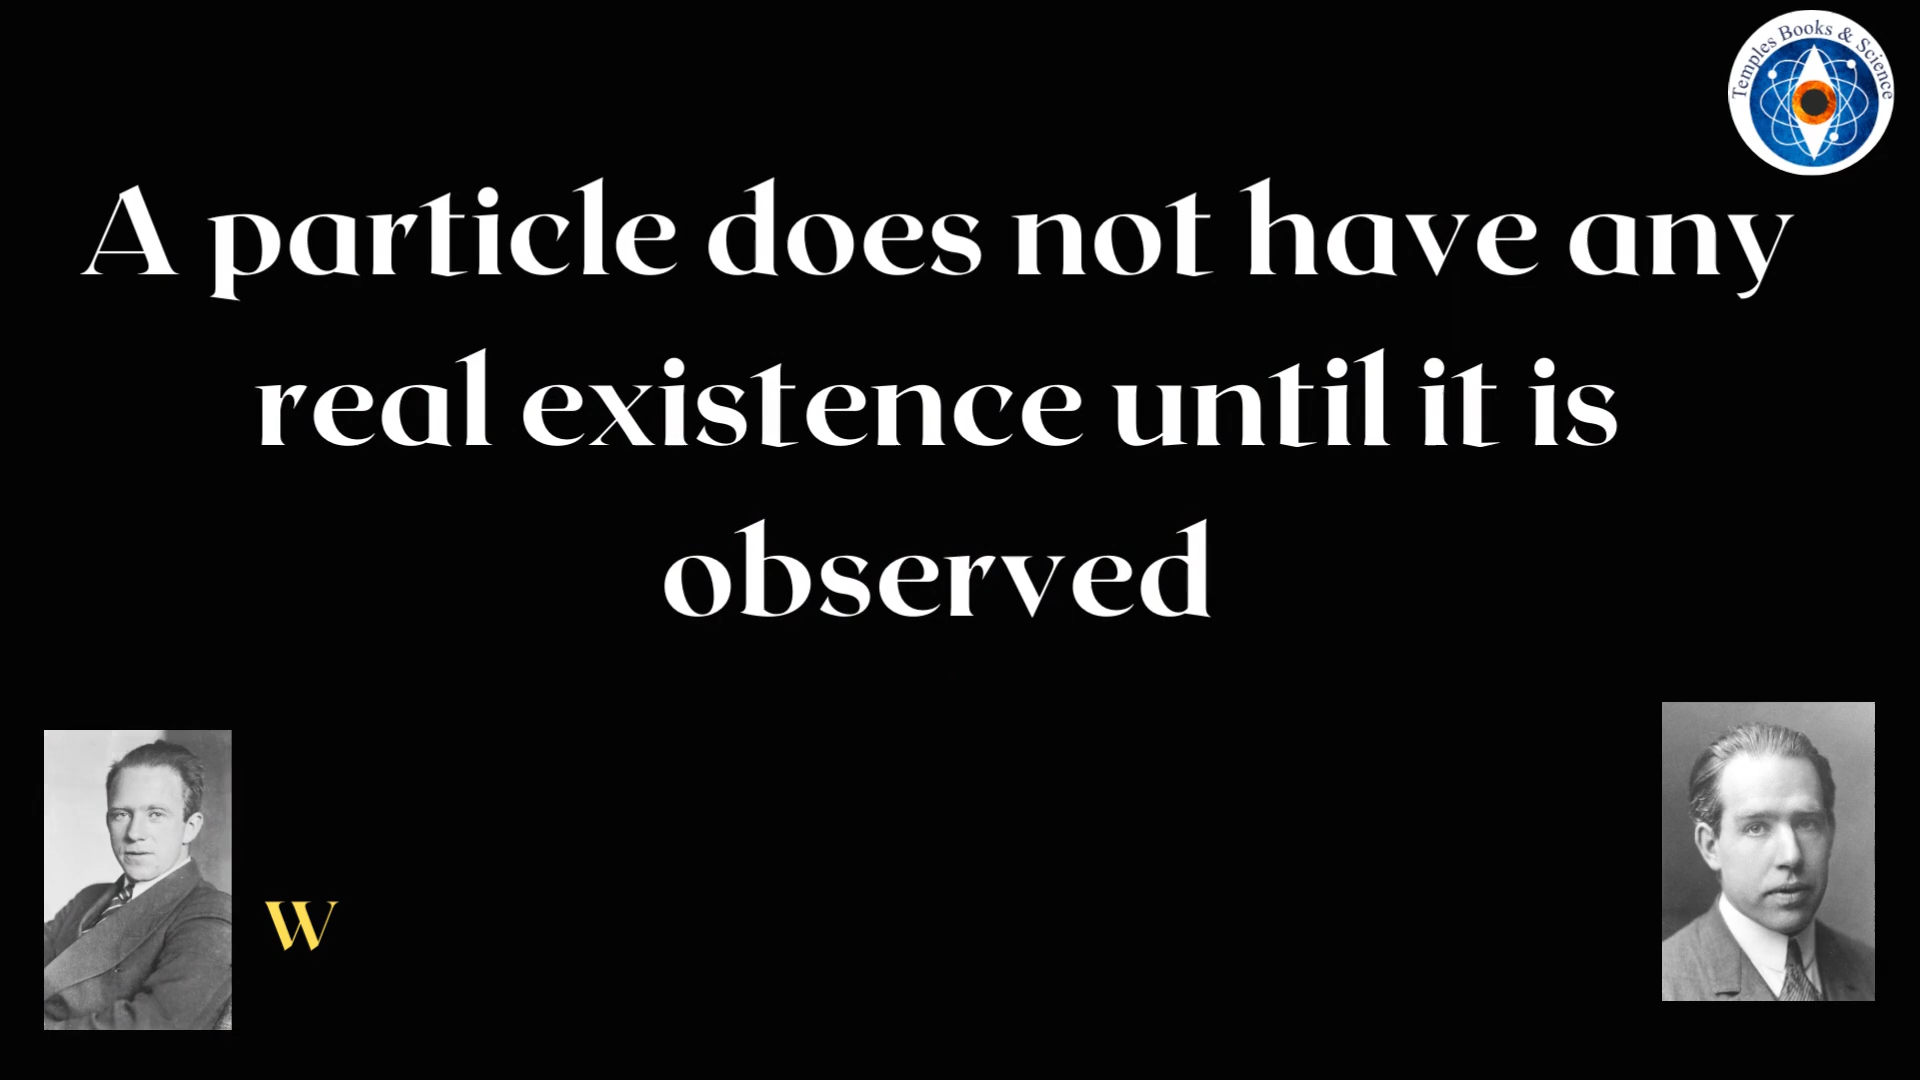 Temples Books & Science
A particle does not have any
real existence until it is
observed
W